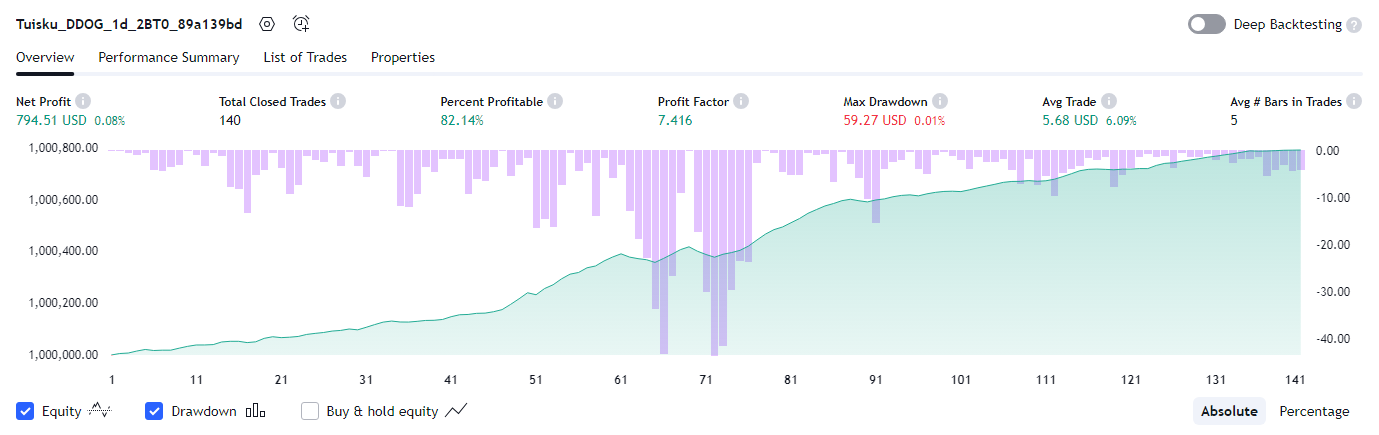 Tuisku_DDOG_1d_2BT0_89a139bd
Deep Backtesting ?
Overview Performance Summary List of Trades Properties
Net Profit i Total Closed Trades i Percent Profitable i Profit Factor i Max Drawdown i Avg Trade i Avg # Bars in Trades i
794.51 USD 0.08% 140 82.14% 7.416 59.27 USD 0.01% 5.68 USD 6.09% 5
1,000,800.00 0.00
1,000,600.00 -10.00
1,000,400.00 -20.00
1,000,200.00 -30.00
1,000,000.00 -40.00
1 11 21 31 41 51 61 71 81 91 101 111 121 131 141
Equity Drawdown Buy & hold equity Absolute Percentage